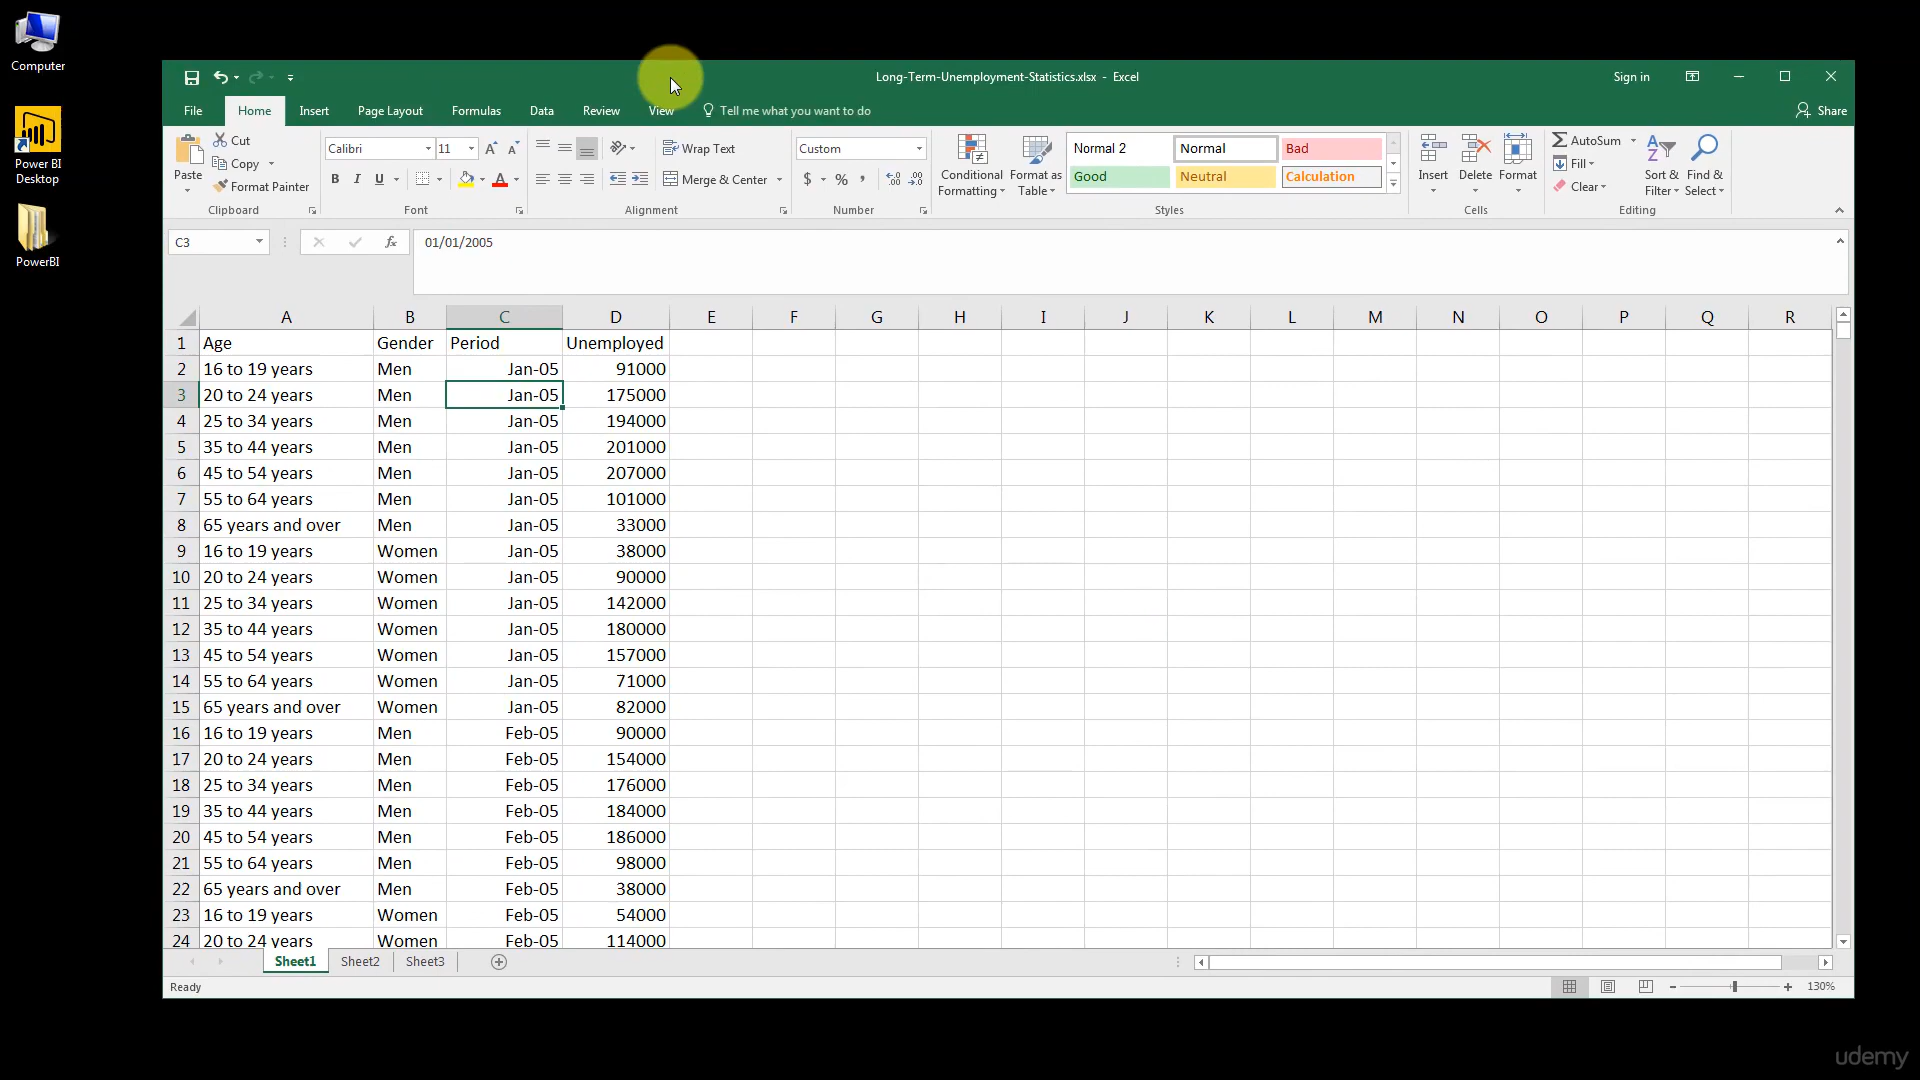 Computer
Power BI
Desktop
PowerBI
Long-Term-Unemployment-Statistics.xlsx - Excel
Sign in
File Home Insert Page Layout Formulas Data Review View Tell me what you want to do Share
Paste
Cut
Copy
Format Painter
Clipboard
Calibri 11
B I U
Font
Wrap Text
Merge & Center
Alignment
Custom
$ % ,
Number
Conditional
Formatting
Format as
Table
Normal 2 Normal Bad
Good Neutral Calculation
Styles
Insert Delete Format
Cells
AutoSum
Fill
Clear
Sort &
Filter
Find &
Select
Editing
C3 fx 01/01/2005
A B C D E F G H I J K L M N O P Q R
1 Age Gender Period Unemployed
2 16 to 19 years Men Jan-05 91000
3 20 to 24 years Men Jan-05 175000
4 25 to 34 years Men Jan-05 194000
5 35 to 44 years Men Jan-05 201000
6 45 to 54 years Men Jan-05 207000
7 55 to 64 years Men Jan-05 101000
8 65 years and over Men Jan-05 33000
9 16 to 19 years Women Jan-05 38000
10 20 to 24 years Women Jan-05 90000
11 25 to 34 years Women Jan-05 142000
12 35 to 44 years Women Jan-05 180000
13 45 to 54 years Women Jan-05 157000
14 55 to 64 years Women Jan-05 71000
15 65 years and over Women Jan-05 82000
16 16 to 19 years Men Feb-05 90000
17 20 to 24 years Men Feb-05 154000
18 25 to 34 years Men Feb-05 176000
19 35 to 44 years Men Feb-05 184000
20 45 to 54 years Men Feb-05 186000
21 55 to 64 years Men Feb-05 98000
22 65 years and over Men Feb-05 38000
23 16 to 19 years Women Feb-05 54000
24 20 to 24 years Women Feb-05 114000
Sheet1 Sheet2 Sheet3
Ready
130%
udemy